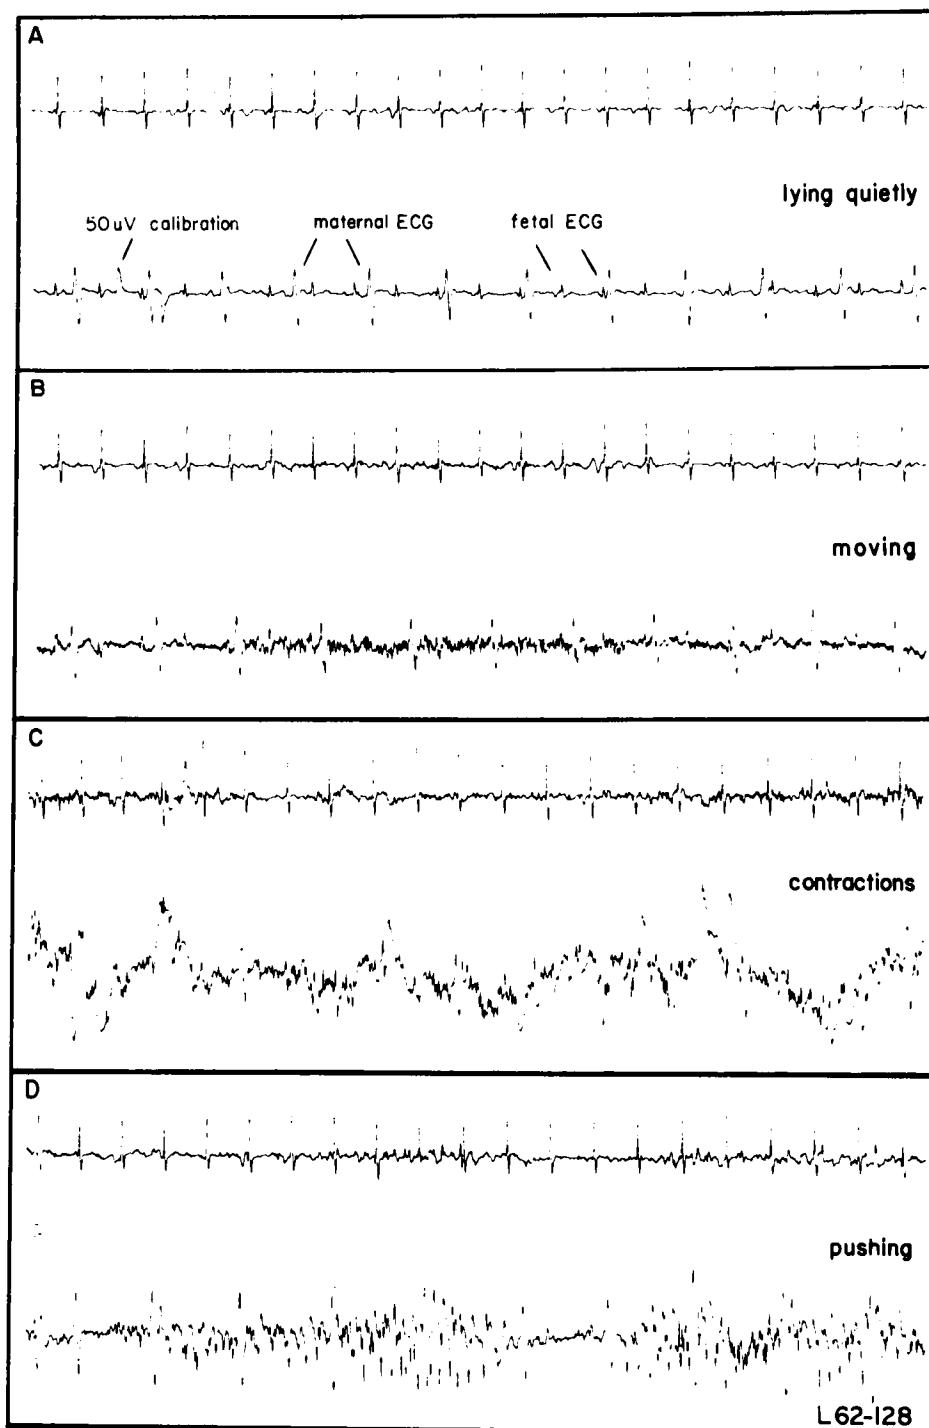 A
lying quietly
50uV calibration maternal ECG fetal ECG
B
moving
C
contractions
D
pushing
L62-128